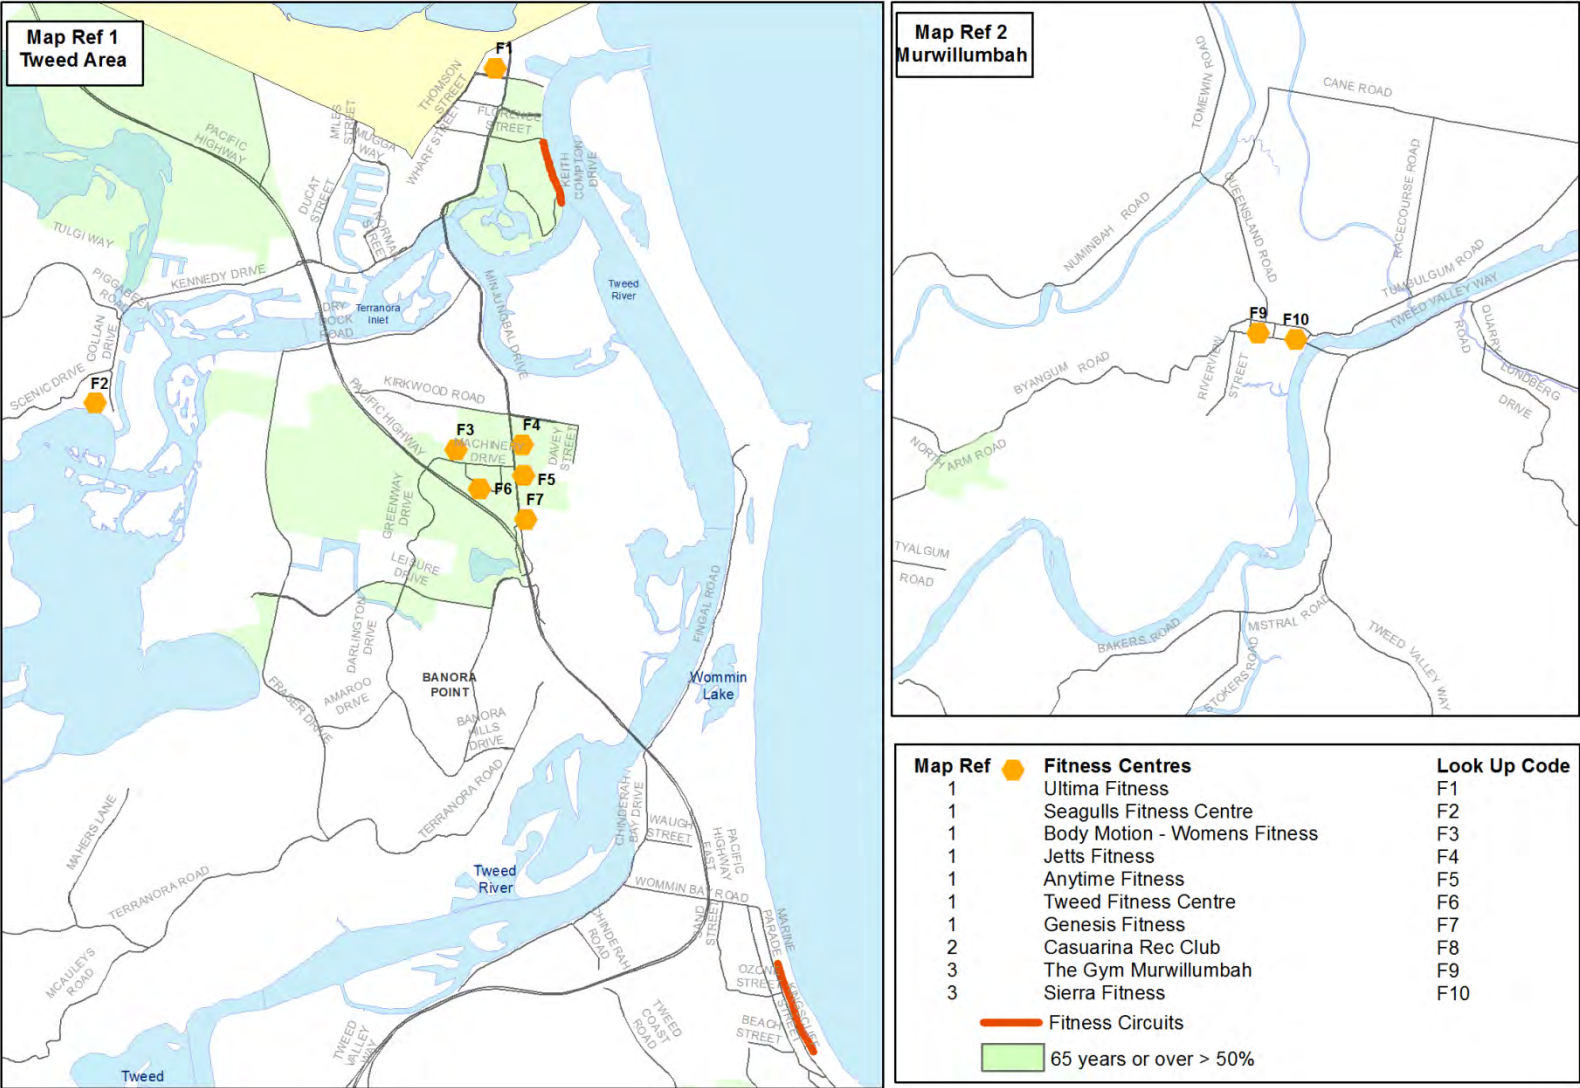 Map Ref 1
Tweed Area
F1
THOMSON
STREET
FLORENCE
STREET
MILES
STREET
MUGGA
WAY
WHARF STREET
KEITH
COMPTON
DRIVE
PACIFIC
HIGHWAY
DUCAT
STREET
NORMAN
STREET
TULGI WAY
PIGGABEEN
ROAD
KENNEDY DRIVE
DRY
DOCK
ROAD
Terranora
Inlet
MINJUNGBAL DRIVE
Tweed
River
GOLLAN
DRIVE
SCENIC DRIVE
F2
KIRKWOOD ROAD
PACIFIC HIGHWAY
F3
F4
MACHINERY
DRIVE
DAVEY
STREET
F5
F6
F7
GREENWAY
DRIVE
LEISURE
DRIVE
DARLINGTON
DRIVE
FINGAL ROAD
BANORA
POINT
Wommin
Lake
FRASER DRIVE
AMAROO
DRIVE
BANORA
HILLS
DRIVE
TERRANORA ROAD
CHINDERAH
BAY DRIVE
WAUGH
STREET
PACIFIC
HIGHWAY
EAST
MAHERS LANE
TERRANORA ROAD
Tweed
River
WOMMIN BAY ROAD
SAND
STREET
MARINE
PARADE
CHINDERAH
ROAD
MCAULEYS
ROAD
OZONE
STREET
KINGSCLIFF
STREET
BEACH
STREET
TWEED
COAST
ROAD
TWEED
VALLEY
WAY
Tweed
Map Ref 2
Murwillumbah
TOMEWIN ROAD
CANE ROAD
RACECOURSE ROAD
QUEENSLAND ROAD
NUMINBAH ROAD
TUMBULGUM ROAD
TWEED VALLEY WAY
F9
F10
QUARRY
ROAD
LUNDBERG
DRIVE
RIVERVIEW
STREET
BYANGUM ROAD
NORTH
ARM ROAD
TYALGUM
ROAD
BAKERS ROAD
MISTRAL ROAD
STOKERS ROAD
TWEED VALLEY WAY
Map Ref Fitness Centres Look Up Code
1 Ultima Fitness F1
1 Seagulls Fitness Centre F2
1 Body Motion - Womens Fitness F3
1 Jetts Fitness F4
1 Anytime Fitness F5
1 Tweed Fitness Centre F6
1 Genesis Fitness F7
2 Casuarina Rec Club F8
3 The Gym Murwillumbah F9
3 Sierra Fitness F10
Fitness Circuits
65 years or over > 50%